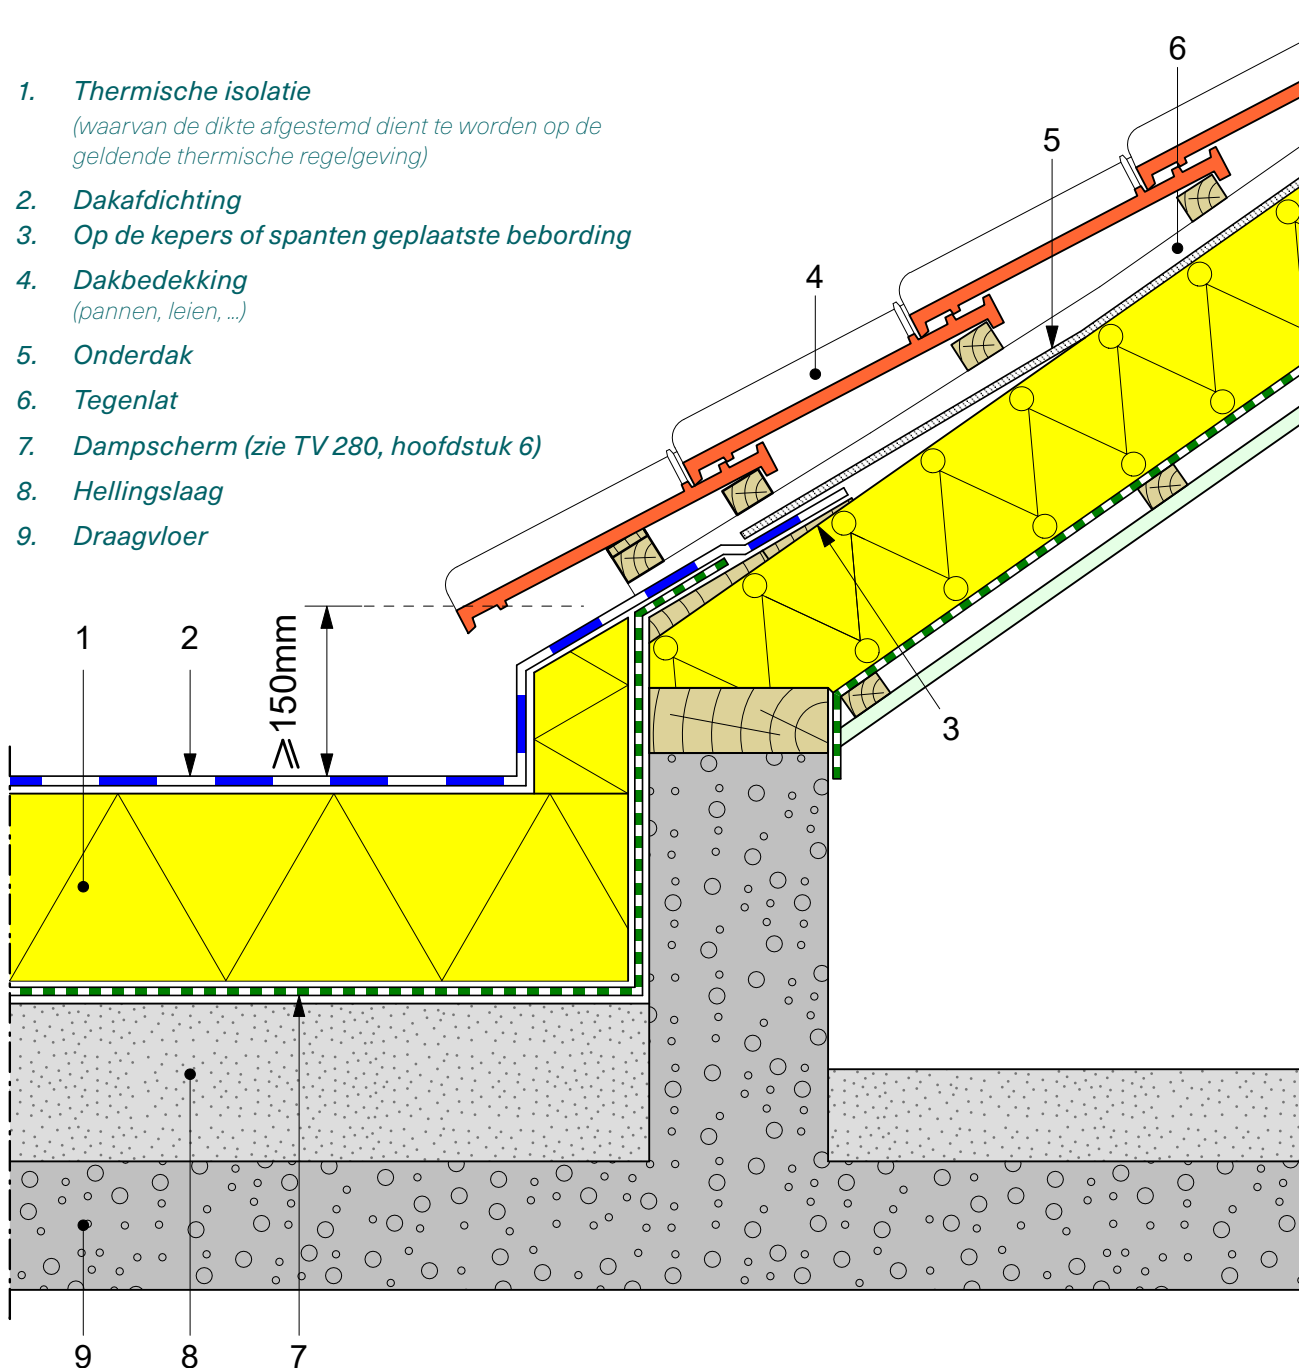 1. Thermische isolatie
(waarvan de dikte afgestemd dient te worden op de
geldende thermische regelgeving)
2. Dakafdichting
3. Op de kepers of spanten geplaatste bebording
4. Dakbedekking
(pannen, leien, ...)
5. Onderdak
6. Tegenlat
7. Dampscherm (zie TV 280, hoofdstuk 6)
8. Hellingslaag
9. Draagvloer
6
5
4
1
2
⩾150mm
3
9
8
7